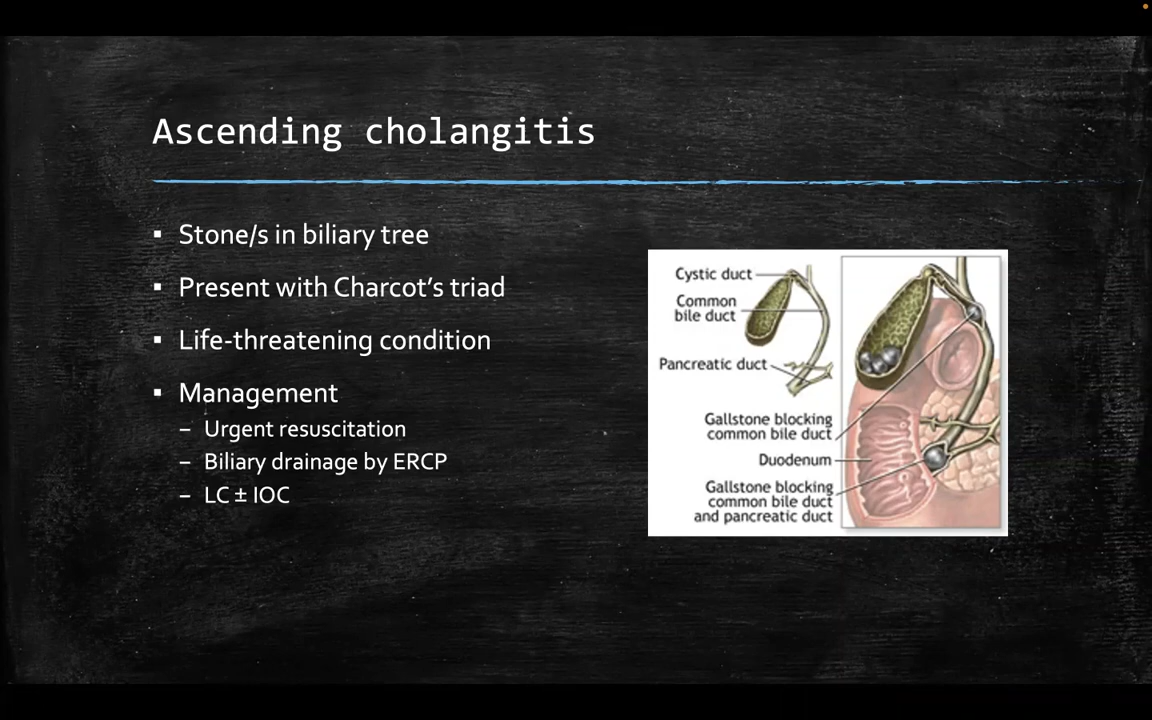 Ascending cholangitis
▪ Stone/s in biliary tree
▪ Present with Charcot’s triad
▪ Life-threatening condition
▪ Management
– Urgent resuscitation
– Biliary drainage by ERCP
– LC ± IOC
Cystic duct
Common
bile duct
Pancreatic duct
Gallstone blocking
common bile duct
Duodenum
Gallstone blocking
common bile duct
and pancreatic duct